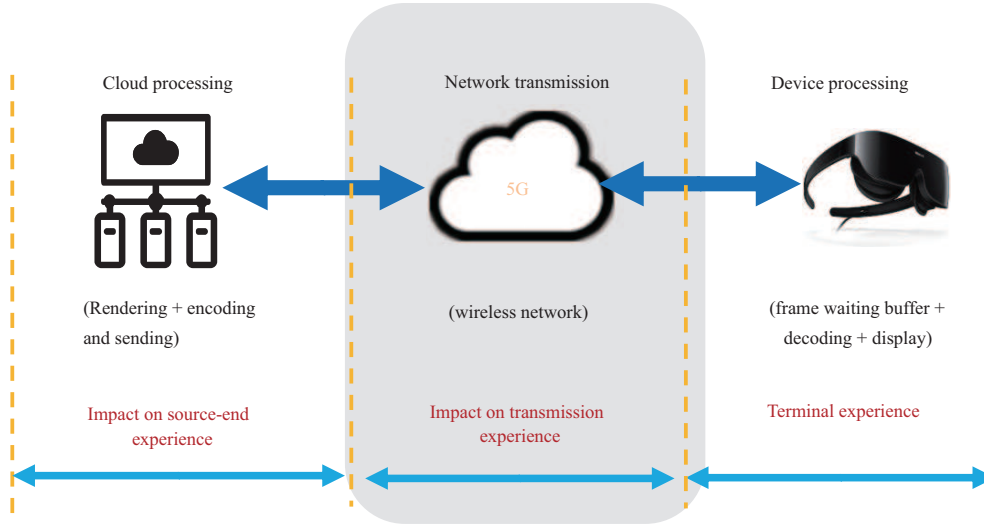 Cloud processing
Network transmission
Device processing
5G
(Rendering + encoding
and sending)
(wireless network)
(frame waiting buffer +
decoding + display)
Impact on source-end
experience
Impact on transmission
experience
Terminal experience